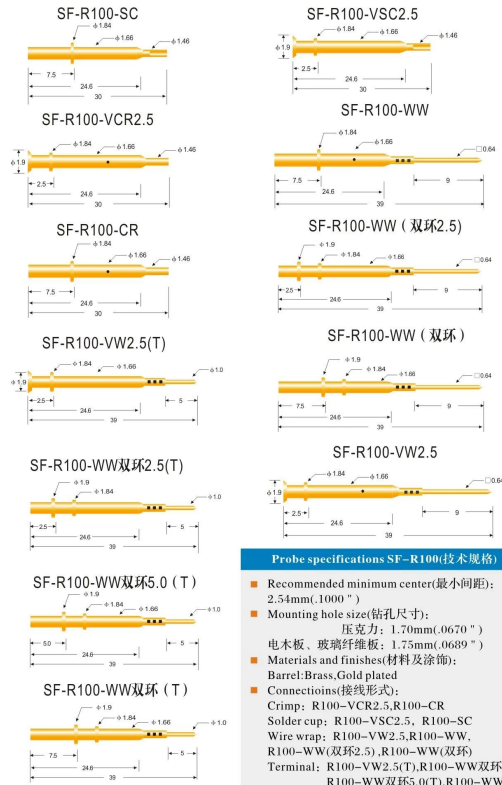 SF-R100-SC
ϕ1.84
ϕ1.66
ϕ1.46
7.5
24.6
30
SF-R100-VCR2.5
ϕ1.84
ϕ1.66
ϕ1.46
ϕ1.9
2.5
24.6
30
SF-R100-CR
ϕ1.84
ϕ1.66
ϕ1.46
7.5
24.6
30
SF-R100-VW2.5(T)
ϕ1.84
ϕ1.66
ϕ1.0
ϕ1.9
2.5
5
24.6
39
SF-R100-WW双环2.5(T)
ϕ1.9
ϕ1.84
ϕ1.66
ϕ1.0
2.5
5
24.6
39
SF-R100-WW双环5.0(T)
ϕ1.9
ϕ1.84
ϕ1.66
ϕ1.0
5.0
5
24.6
39
SF-R100-WW双环(T)
ϕ1.9
ϕ1.84
ϕ1.66
ϕ1.0
7.5
5
24.6
39
SF-R100-VSC2.5
ϕ1.84
ϕ1.66
ϕ1.46
ϕ1.9
2.5
24.6
30
SF-R100-WW
ϕ1.84
ϕ1.66
□0.64
7.5
9
24.6
39
SF-R100-WW(双环2.5)
ϕ1.9
ϕ1.84
ϕ1.66
□0.64
2.5
9
24.6
39
SF-R100-WW(双环)
ϕ1.9
ϕ1.84
ϕ1.66
□0.64
7.5
9
24.6
39
SF-R100-VW2.5
ϕ1.84
ϕ1.66
□0.64
ϕ1.9
2.5
9
24.6
39
Probe specifications SF-R100(技术规格)
■ Recommended minimum center(最小间距):
2.54mm(.1000")
■ Mounting hole size(钻孔尺寸):
压克力: 1.70mm(.0670")
电木板、玻璃纤维板: 1.75mm(.0689")
■ Materials and finishes(材料及涂饰):
Barrel:Brass,Gold plated
■ Connectioins(接线形式):
Crimp: R100-VCR2.5,R100-CR
Solder cup: R100-VSC2.5, R100-SC
Wire wrap: R100-VW2.5,R100-WW,
R100-WW(双环2.5),R100-WW(双环)
Terminal: R100-VW2.5(T),R100-WW双环
R100-WW双环5.0(T),R100-WW